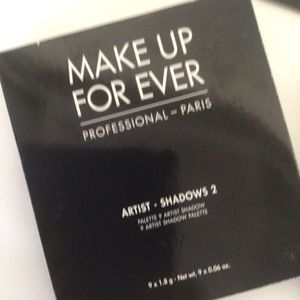 MAKE UP
FOR EVER
PROFESSIONAL – PARIS
ARTIST · SHADOWS 2
PALETTE 9 ARTIST SHADOW
9 ARTIST SHADOW PALETTE
9 x 1.8 g - Net wt. 9 x 0.06 oz.